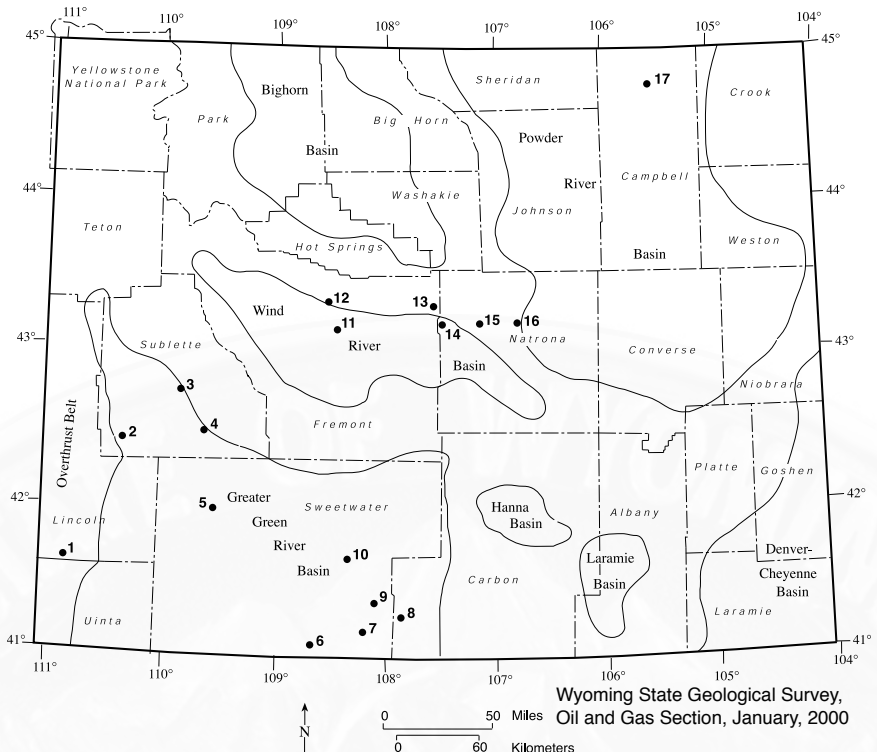 111° 110° 109° 108° 107° 106° 105° 104°
45° 45°
Yellowstone
National Park
Sheridan
17
Bighorn
Crook
Park
Big Horn
Powder
Basin
Campbell
River
44° 44°
Washakie
Johnson
Teton
Hot Springs
Weston
Basin
12
13
Wind
11
14
15
16
River
Natrona
43° 43°
Sublette
Converse
Basin
3
Niobrara
Overthrust Belt
2
4
Fremont
Platte
Goshen
42° 42°
5
Greater
Sweetwater
Hanna
Basin
Albany
Lincoln
Green
River
Basin
10
1
Laramie
Basin
Denver-
Cheyenne
Basin
Carbon
9
8
Uinta
7
6
Laramie
41° 41°
111° 110° 109° 108° 107° 106° 105° 104°
Wyoming State Geological Survey,
Oil and Gas Section, January, 2000
N
0 50 Miles
0 60 Kilometers